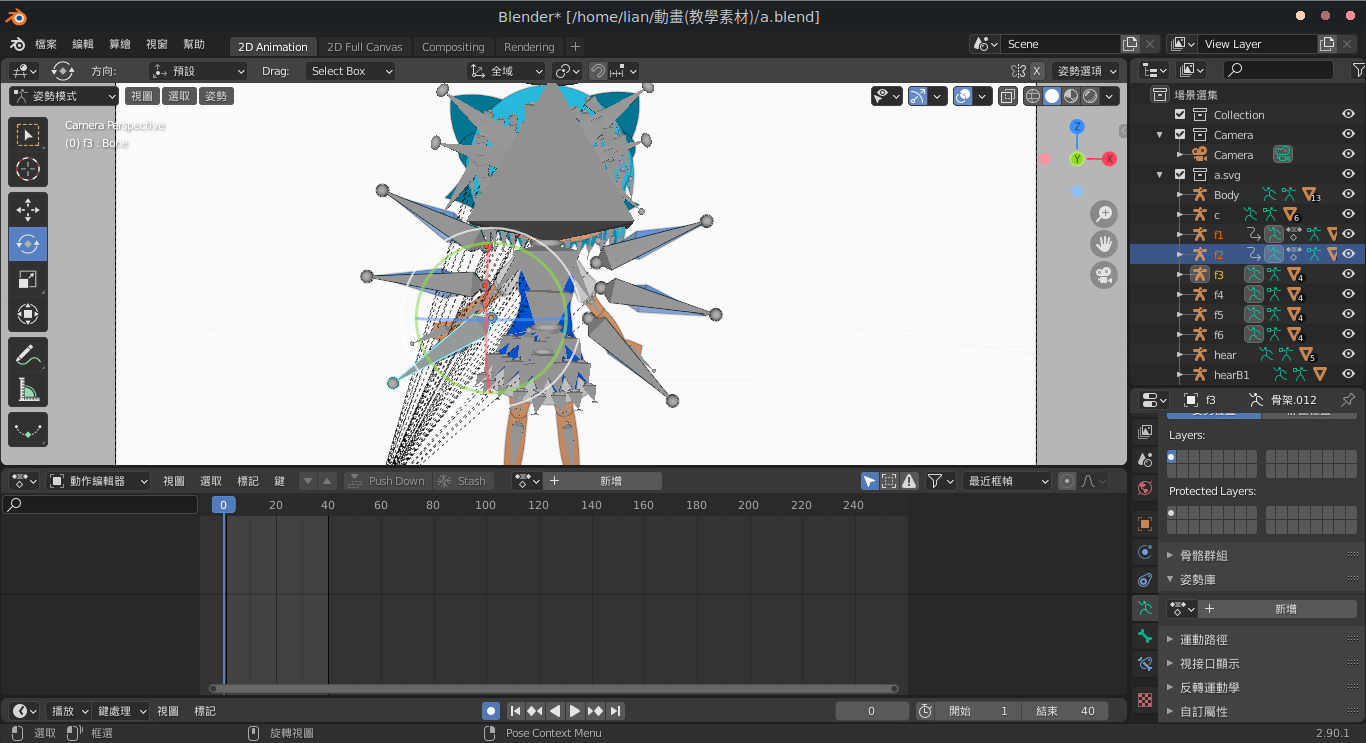 Blender* [/home/lian/動畫(教學素材)/a.blend]
檔案 編輯 算繪 視窗 幫助 2D Animation 2D Full Canvas Compositing Rendering + Scene View Layer
方向: 預設 Drag: Select Box 全域 X 姿勢選項
姿勢模式 視圖 選取 姿勢
Camera Perspective
(0) f3 : Bone
Z
Y
X
場景選集
Collection
Camera
Camera
a.svg
Body 13
c 6
f1
f2
f3 4
f4 4
f5 4
f6 4
hear 5
hearB1
f3 骨架.012
Layers:
Protected Layers:
骨骼群組
姿勢庫
+ 新增
運動路徑
視接口顯示
反轉運動學
自訂屬性
動作編輯器 視圖 選取 標記 鍵 Push Down Stash + 新增 最近框幀
0 20 40 60 80 100 120 140 160 180 200 220 240
播放 鍵處理 視圖 標記 0 開始 1 結束 40
選取 框選 旋轉視圖 Pose Context Menu 2.90.1